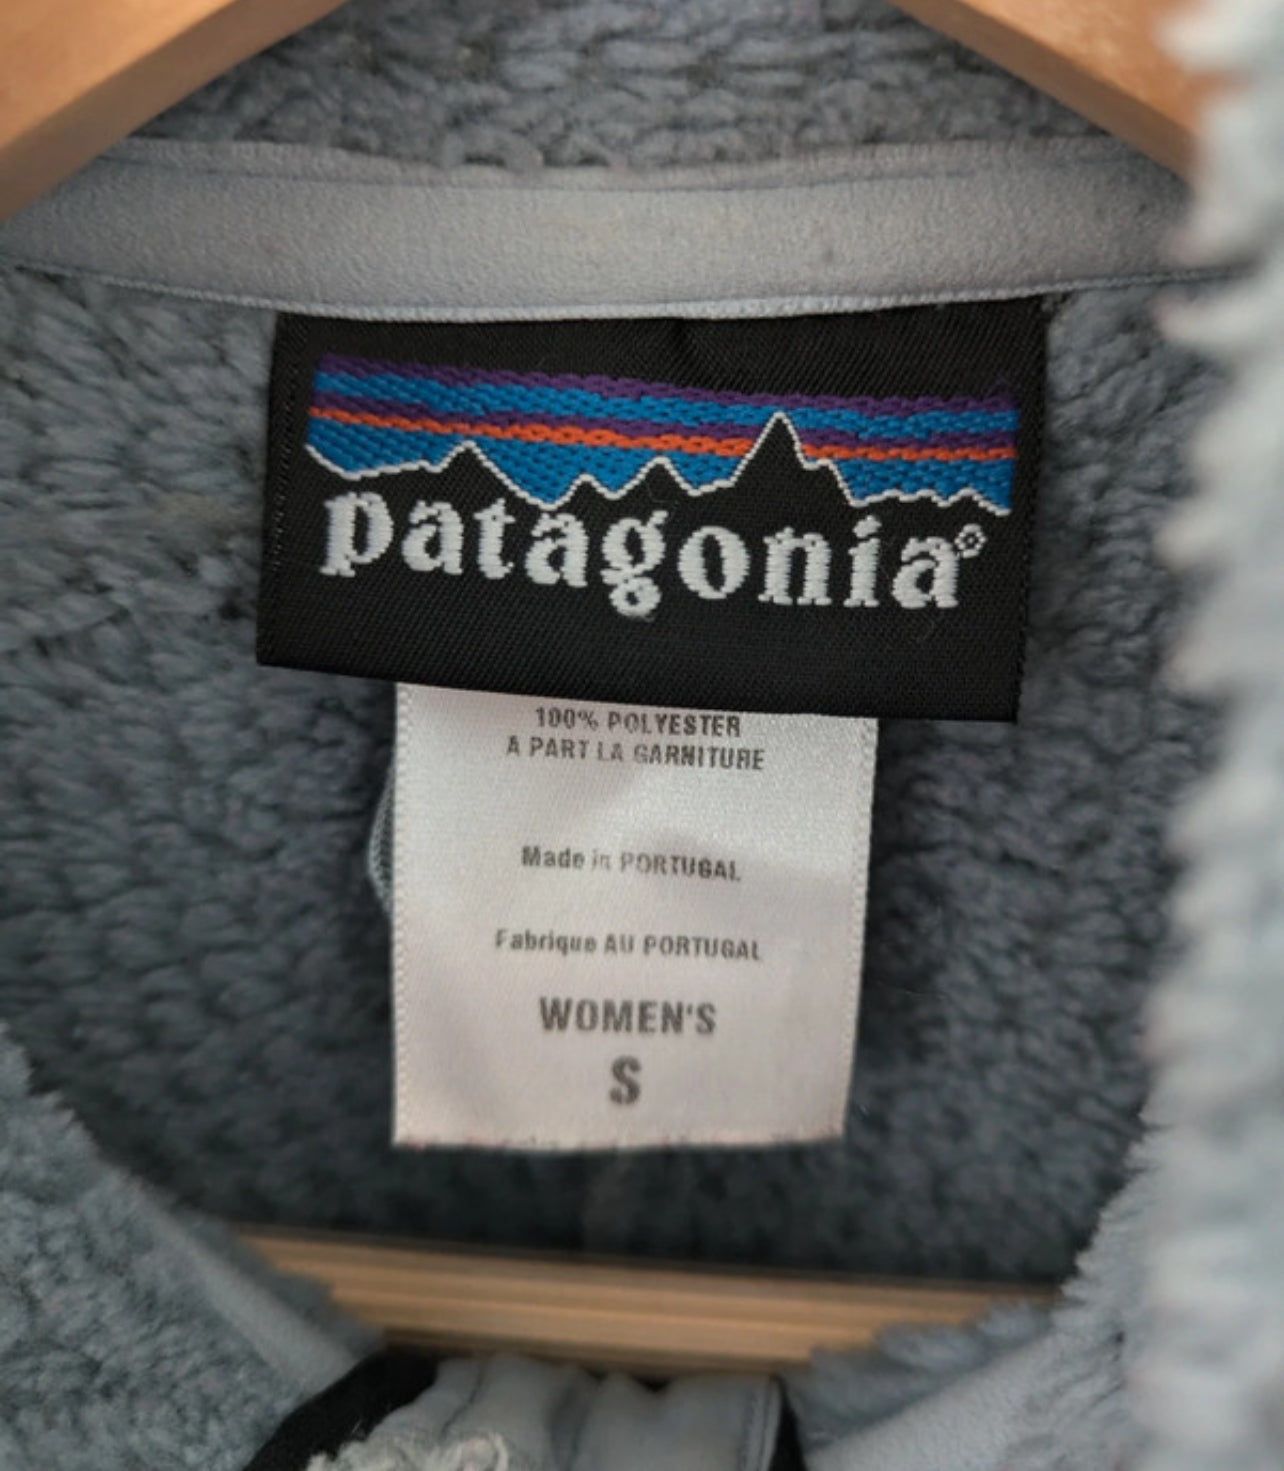 patagonia®
100% POLYESTER
A PART LA GARNITURE
Made in PORTUGAL
Fabrique AU PORTUGAL
WOMEN'S
S